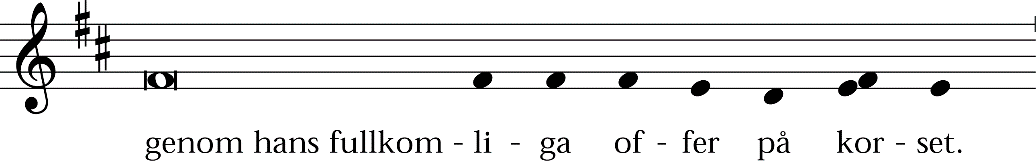 genom hans fullkom - li - ga of - fer på kor - set.